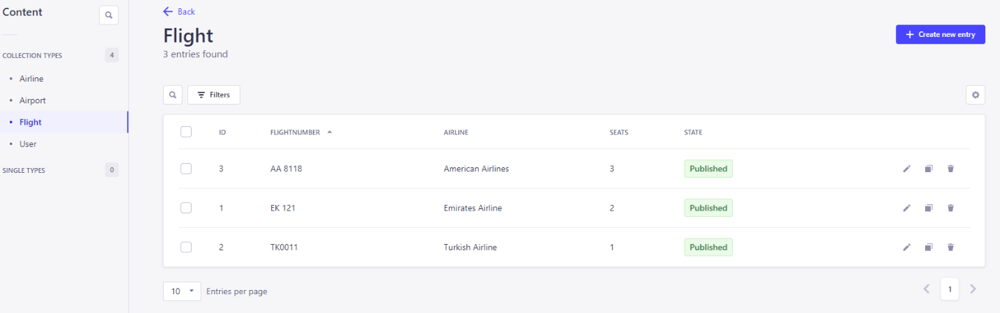 Content
COLLECTION TYPES 4
Airline
Airport
Flight
User
SINGLE TYPES 0
Back
Flight
3 entries found
Create new entry
Filters
ID FLIGHTNUMBER AIRLINE SEATS STATE
3 AA 8118 American Airlines 3 Published
1 EK 121 Emirates Airline 2 Published
2 TK0011 Turkish Airline 1 Published
10 Entries per page
1